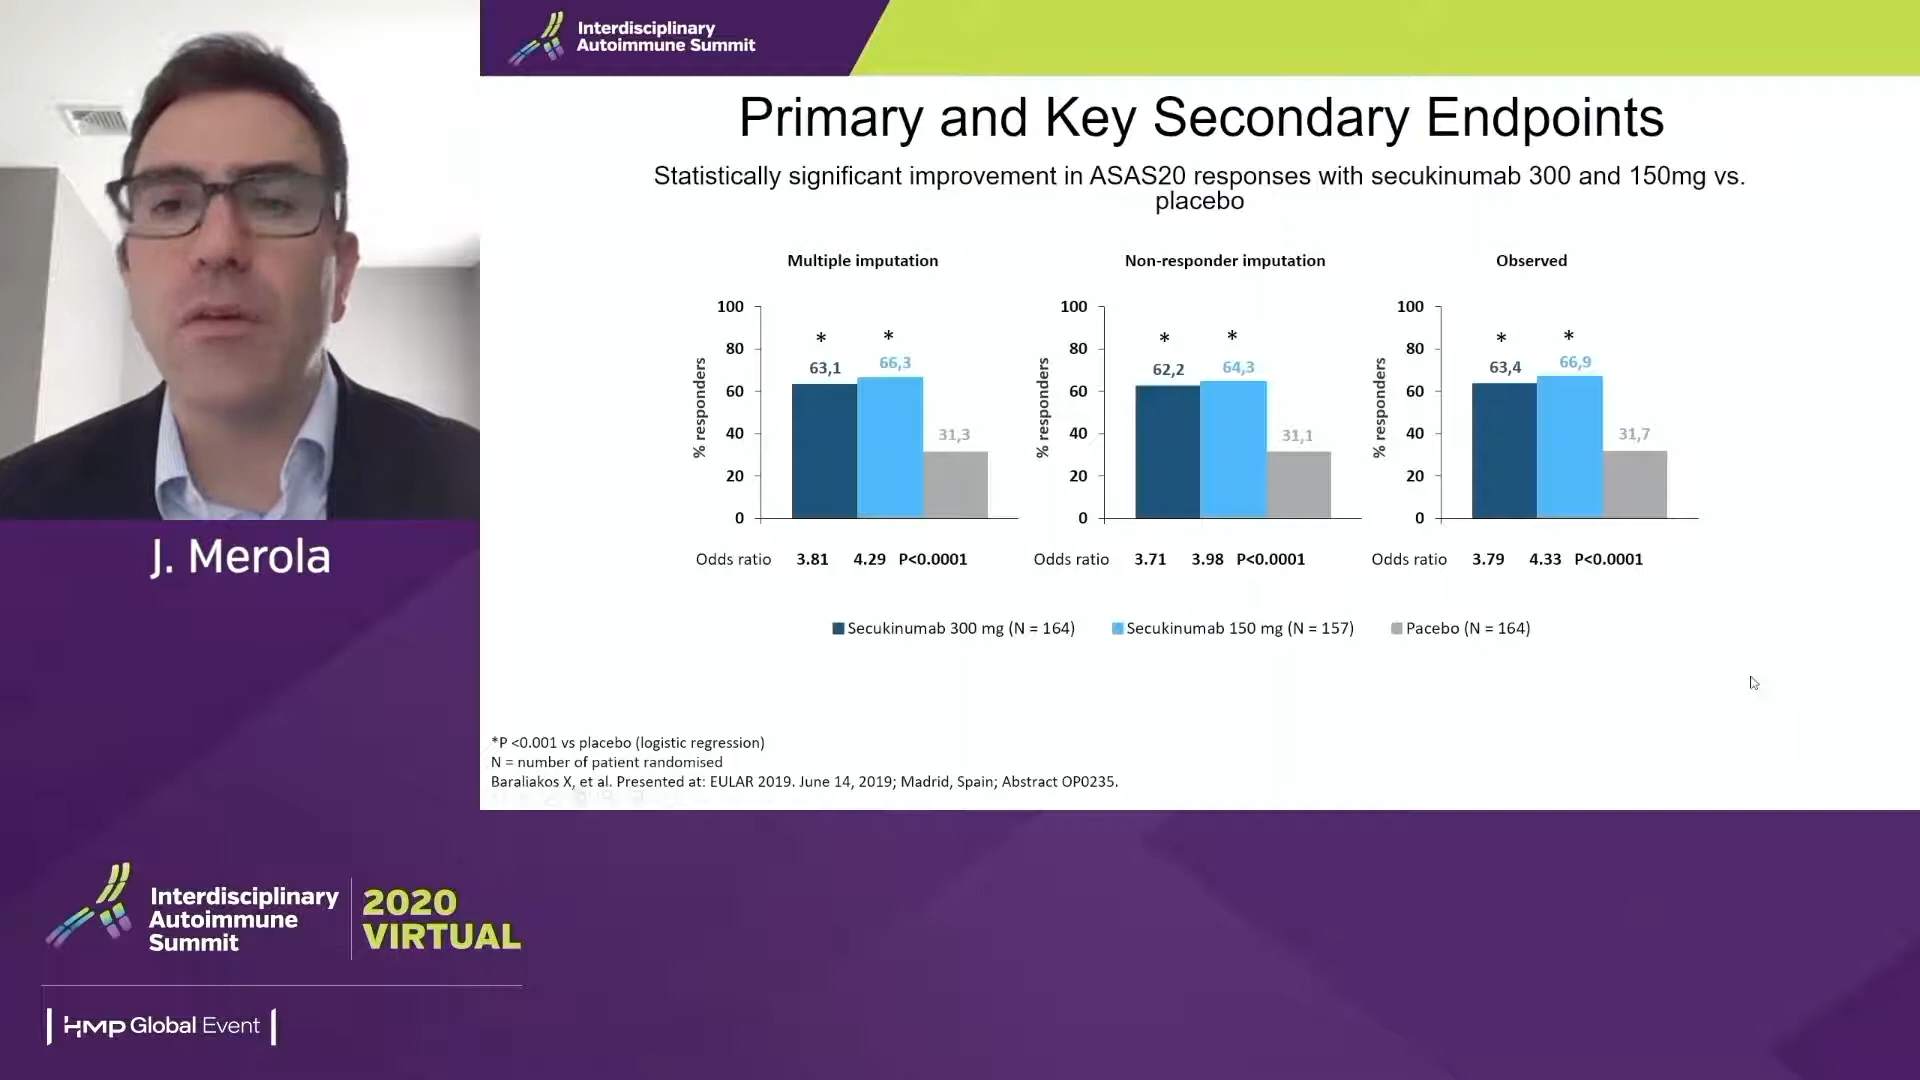 Interdisciplinary
Autoimmune Summit
Primary and Key Secondary Endpoints
Statistically significant improvement in ASAS20 responses with secukinumab 300 and 150mg vs.
placebo
Multiple imputation
% responders
100
80
60
40
20
0
*
*
63,1
66,3
31,3
Odds ratio 3.81 4.29 P<0.0001
Non-responder imputation
% responders
100
80
60
40
20
0
*
*
62,2
64,3
31,1
Odds ratio 3.71 3.98 P<0.0001
Observed
% responders
100
80
60
40
20
0
*
*
63,4
66,9
31,7
Odds ratio 3.79 4.33 P<0.0001
Secukinumab 300 mg (N = 164)
Secukinumab 150 mg (N = 157)
Pacebo (N = 164)
*P <0.001 vs placebo (logistic regression)
N = number of patient randomised
Baraliakos X, et al. Presented at: EULAR 2019. June 14, 2019; Madrid, Spain; Abstract OP0235.
J. Merola
Interdisciplinary
Autoimmune
Summit
2020
VIRTUAL
HMP Global Event